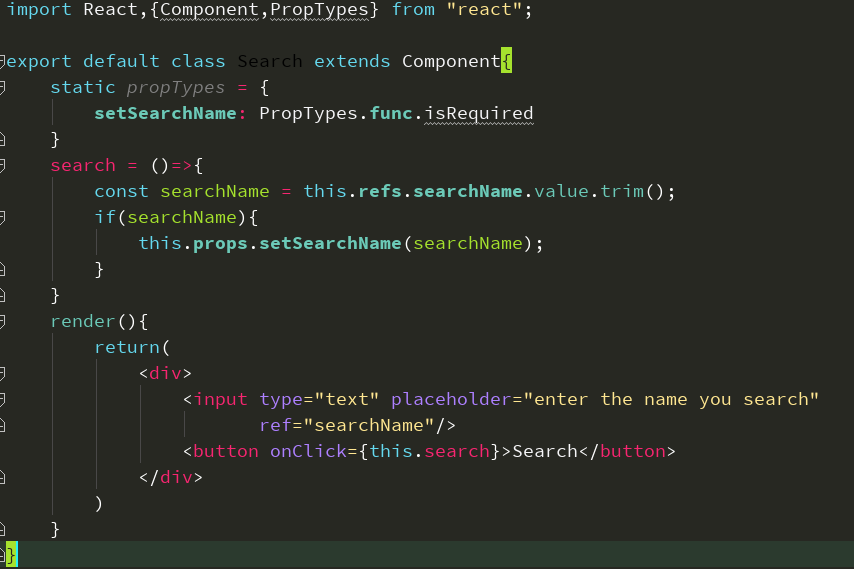 import React,{Component,PropTypes} from "react";
export default class Search extends Component{
static propTypes = {
setSearchName: PropTypes.func.isRequired
}
search = ()=>{
const searchName = this.refs.searchName.value.trim();
if(searchName){
this.props.setSearchName(searchName);
}
}
render(){
return(
<div>
<input type="text" placeholder="enter the name you search"
ref="searchName"/>
<button onClick={this.search}>Search</button>
</div>
)
}
}